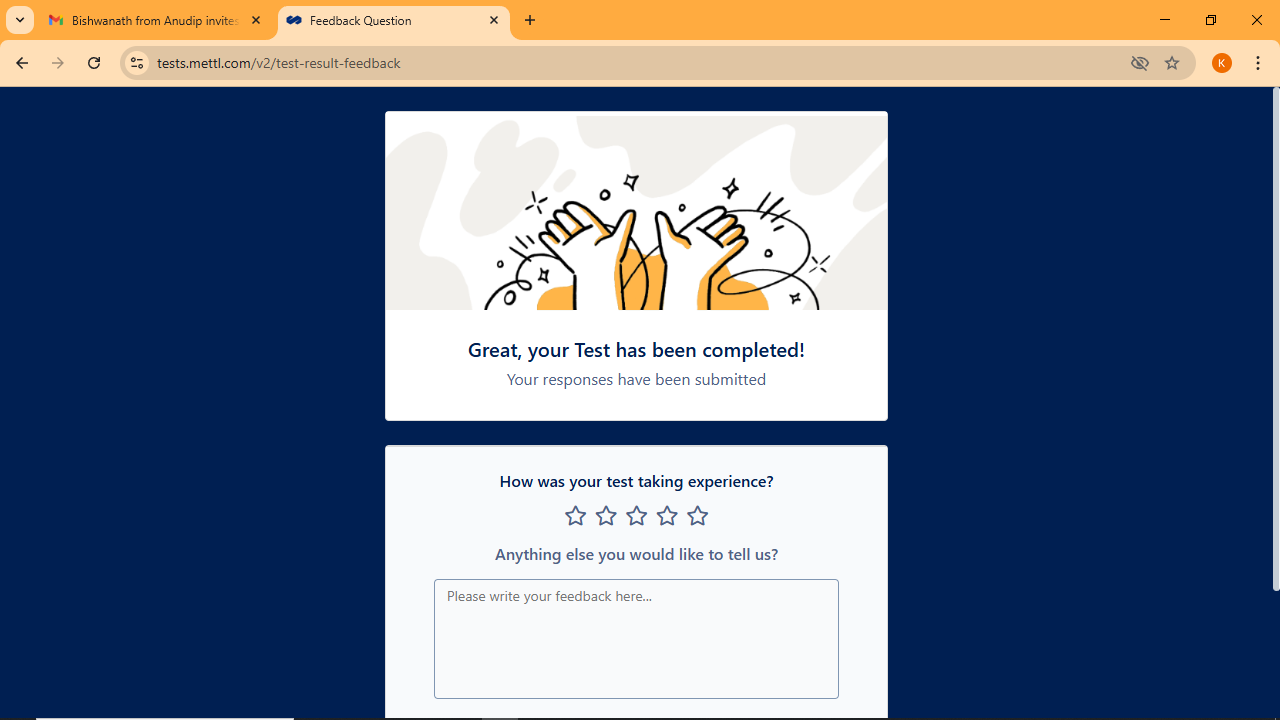 Bishwanath from Anudip invites
Feedback Question
tests.mettl.com/v2/test-result-feedback
K
Great, your Test has been completed!
Your responses have been submitted
How was your test taking experience?
Anything else you would like to tell us?
Please write your feedback here...